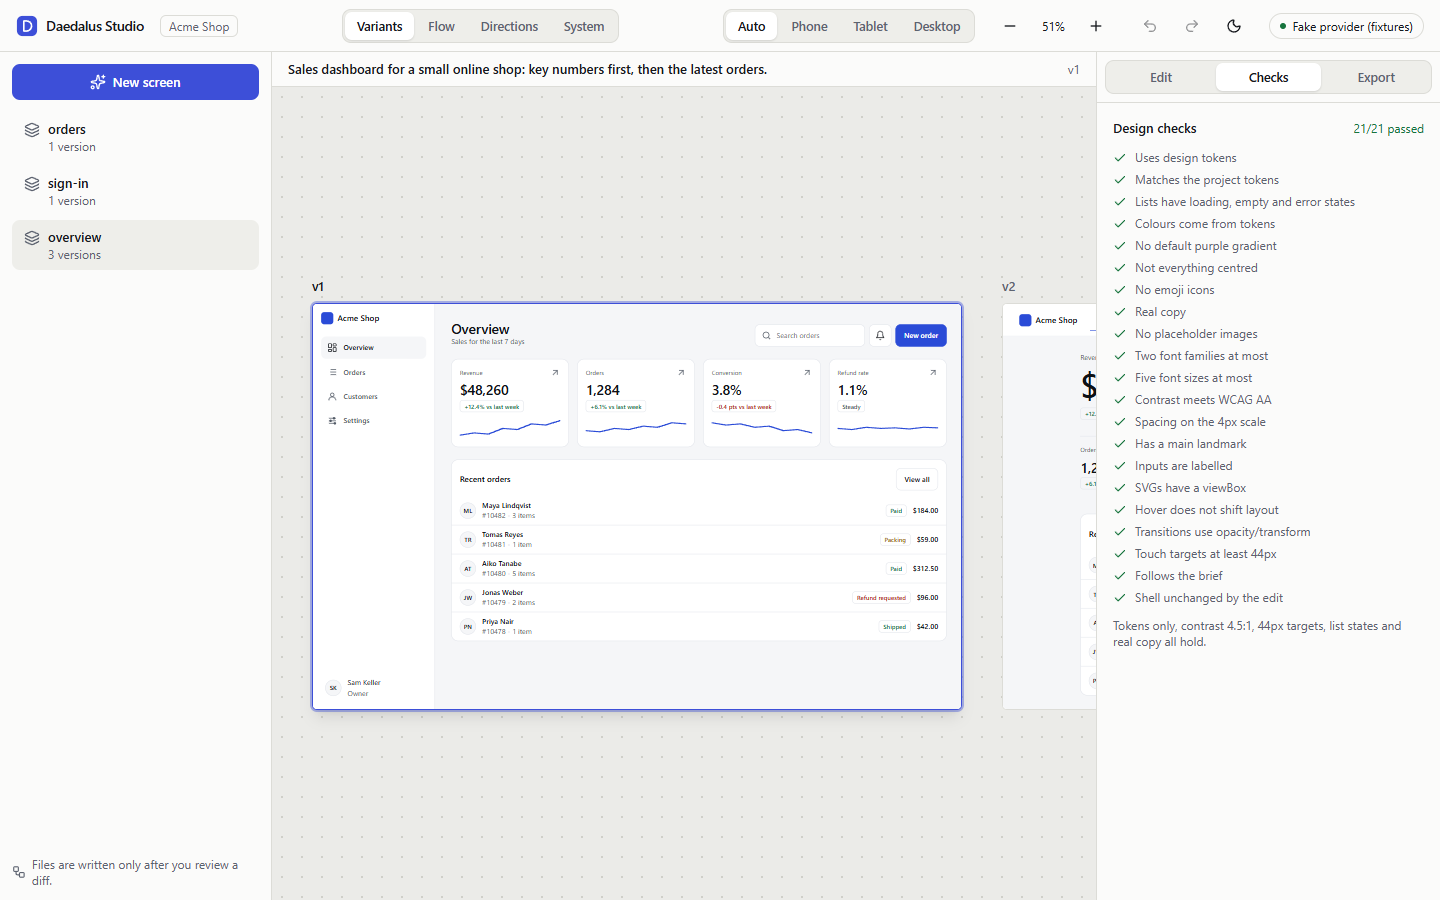 D Daedalus Studio Acme Shop
Variants Flow Directions System
Auto Phone Tablet Desktop
51%
Fake provider (fixtures)
New screen
orders
1 version
sign-in
1 version
overview
3 versions
Files are written only after you review a
diff.
Sales dashboard for a small online shop: key numbers first, then the latest orders.
v1
v1
Acme Shop
Overview
Orders
Customers
Settings
SK
Sam Keller
Owner
Overview
Sales for the last 7 days
Search orders
New order
Revenue
$48,260
+12.4% vs last week
Orders
1,284
+6.1% vs last week
Conversion
3.8%
-0.4 pts vs last week
Refund rate
1.1%
Steady
Recent orders
View all
ML
Maya Lindqvist
#10482 · 3 items
Paid $184.00
TR
Tomas Reyes
#10481 · 1 item
Packing $59.00
AT
Aiko Tanabe
#10480 · 5 items
Paid $312.50
JW
Jonas Weber
#10479 · 2 items
Refund requested $96.00
PN
Priya Nair
#10478 · 1 item
Shipped $42.00
v2
Acme Shop
Edit Checks Export
Design checks 21/21 passed
Uses design tokens
Matches the project tokens
Lists have loading, empty and error states
Colours come from tokens
No default purple gradient
Not everything centred
No emoji icons
Real copy
No placeholder images
Two font families at most
Five font sizes at most
Contrast meets WCAG AA
Spacing on the 4px scale
Has a main landmark
Inputs are labelled
SVGs have a viewBox
Hover does not shift layout
Transitions use opacity/transform
Touch targets at least 44px
Follows the brief
Shell unchanged by the edit
Tokens only, contrast 4.5:1, 44px targets, list states and
real copy all hold.